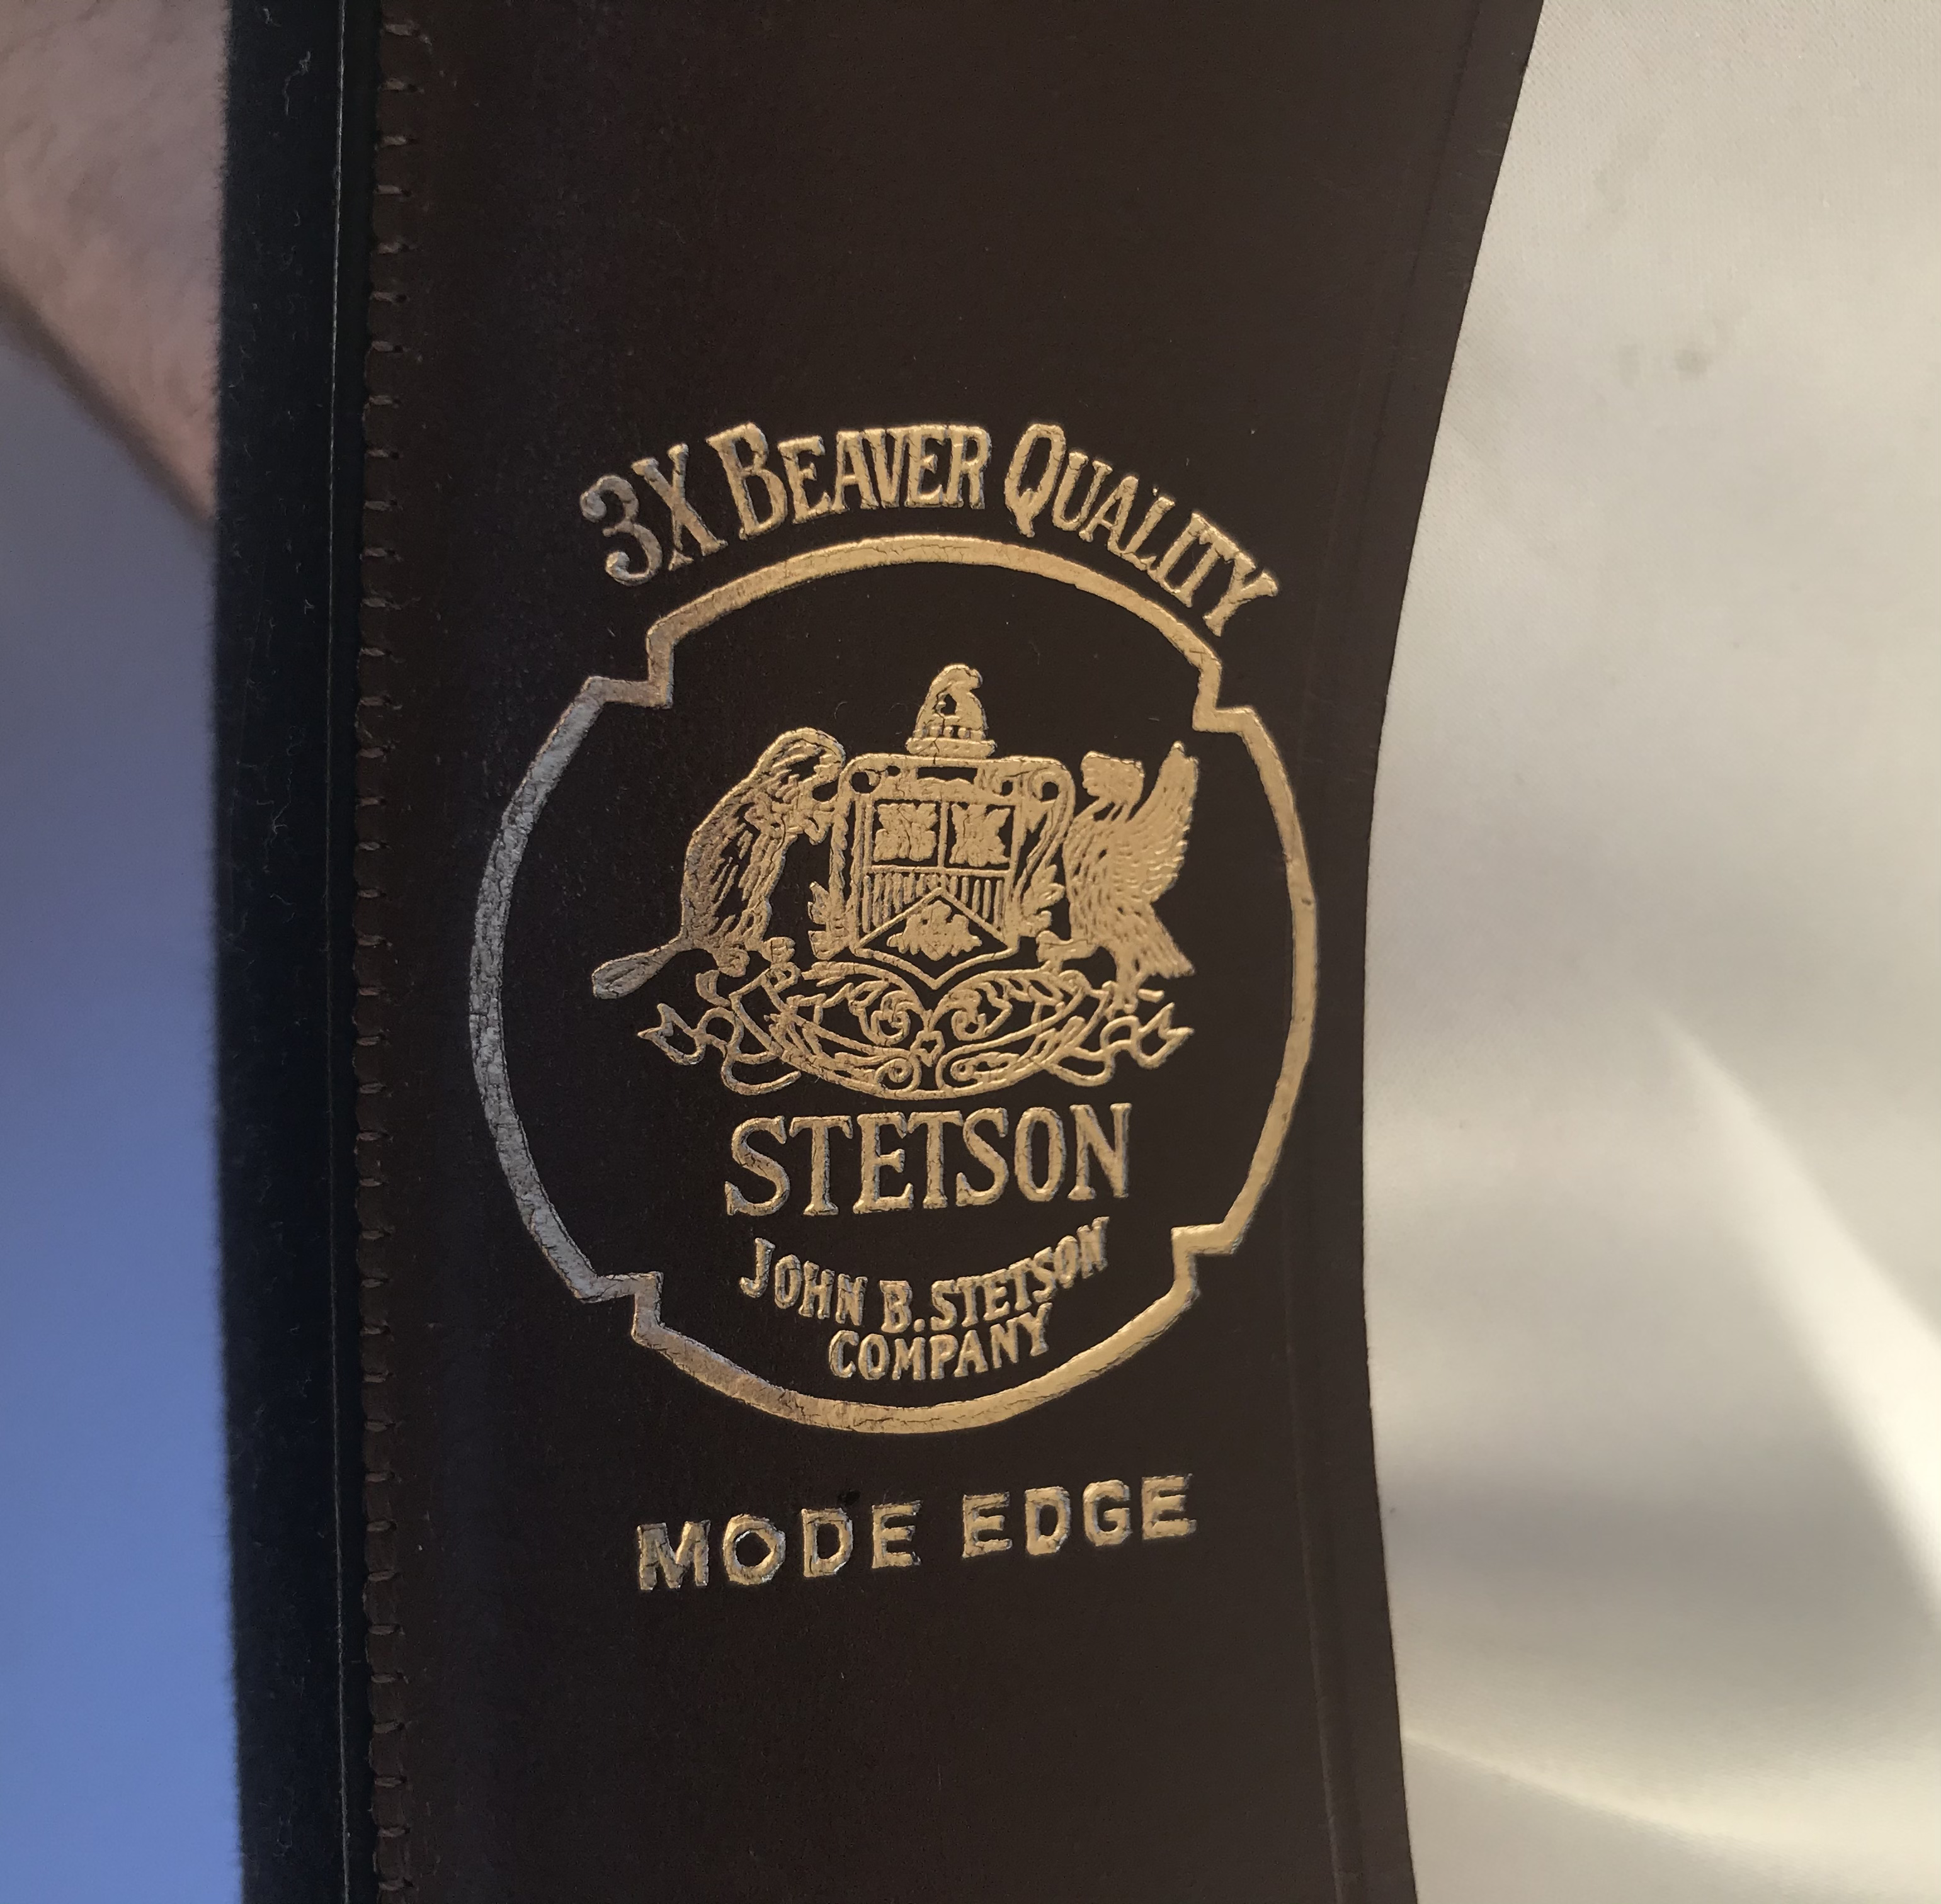 3X BEAVER QUALITY
STETSON
JOHN B. STETSON
COMPANY
MODE EDGE